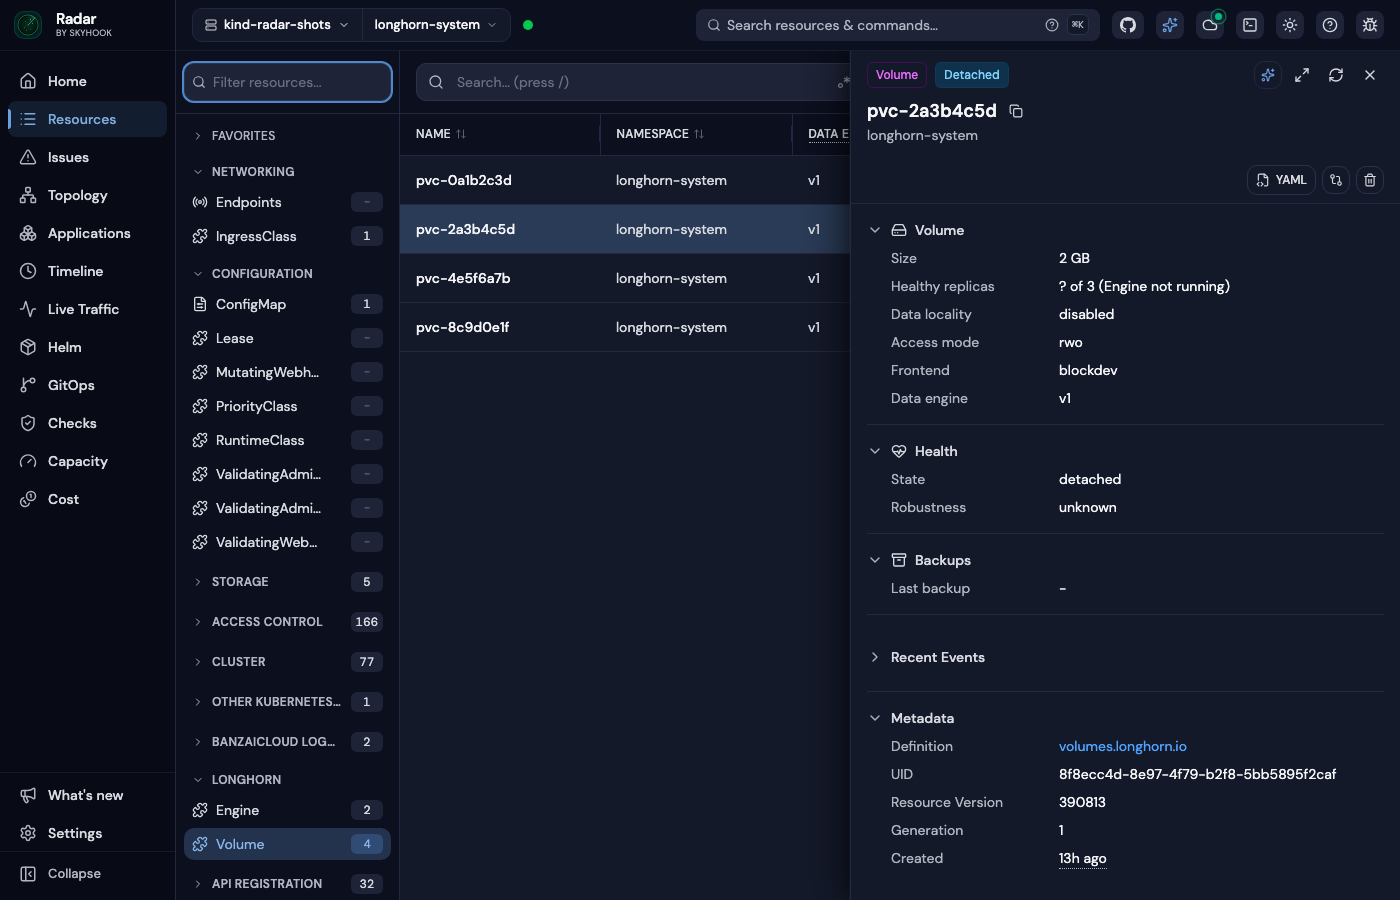 Radar
BY SKYHOOK
kind-radar-shots
longhorn-system
Search resources & commands...
⌘K
Home
Resources
Issues
Topology
Applications
Timeline
Live Traffic
Helm
GitOps
Checks
Capacity
Cost
What's new
Settings
Collapse
Filter resources...
FAVORITES
NETWORKING
Endpoints -
IngressClass 1
CONFIGURATION
ConfigMap 1
Lease -
MutatingWebh... -
PriorityClass -
RuntimeClass -
ValidatingAdmi... -
ValidatingAdmi... -
ValidatingWeb... -
STORAGE 5
ACCESS CONTROL 166
CLUSTER 77
OTHER KUBERNETES... 1
BANZAICLOUD LOG... 2
LONGHORN
Engine 2
Volume 4
API REGISTRATION 32
Search... (press /)
.*
NAME NAMESPACE DATA E
pvc-0a1b2c3d longhorn-system v1
pvc-2a3b4c5d longhorn-system v1
pvc-4e5f6a7b longhorn-system v1
pvc-8c9d0e1f longhorn-system v1
Volume Detached
pvc-2a3b4c5d
longhorn-system
YAML
Volume
Size 2 GB
Healthy replicas ? of 3 (Engine not running)
Data locality disabled
Access mode rwo
Frontend blockdev
Data engine v1
Health
State detached
Robustness unknown
Backups
Last backup -
Recent Events
Metadata
Definition volumes.longhorn.io
UID 8f8ecc4d-8e97-4f79-b2f8-5bb5895f2caf
Resource Version 390813
Generation 1
Created 13h ago